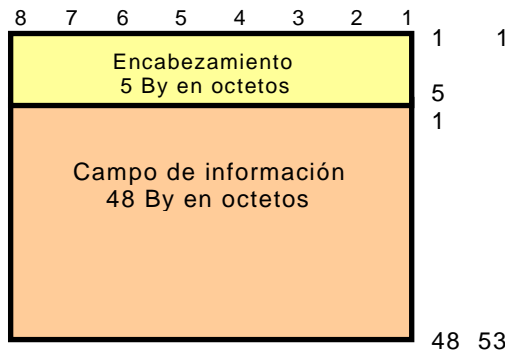 8 7 6 5 4 3 2 1
1 1
Encabezamiento
5 By en octetos
5
1
Campo de información
48 By en octetos
48 53